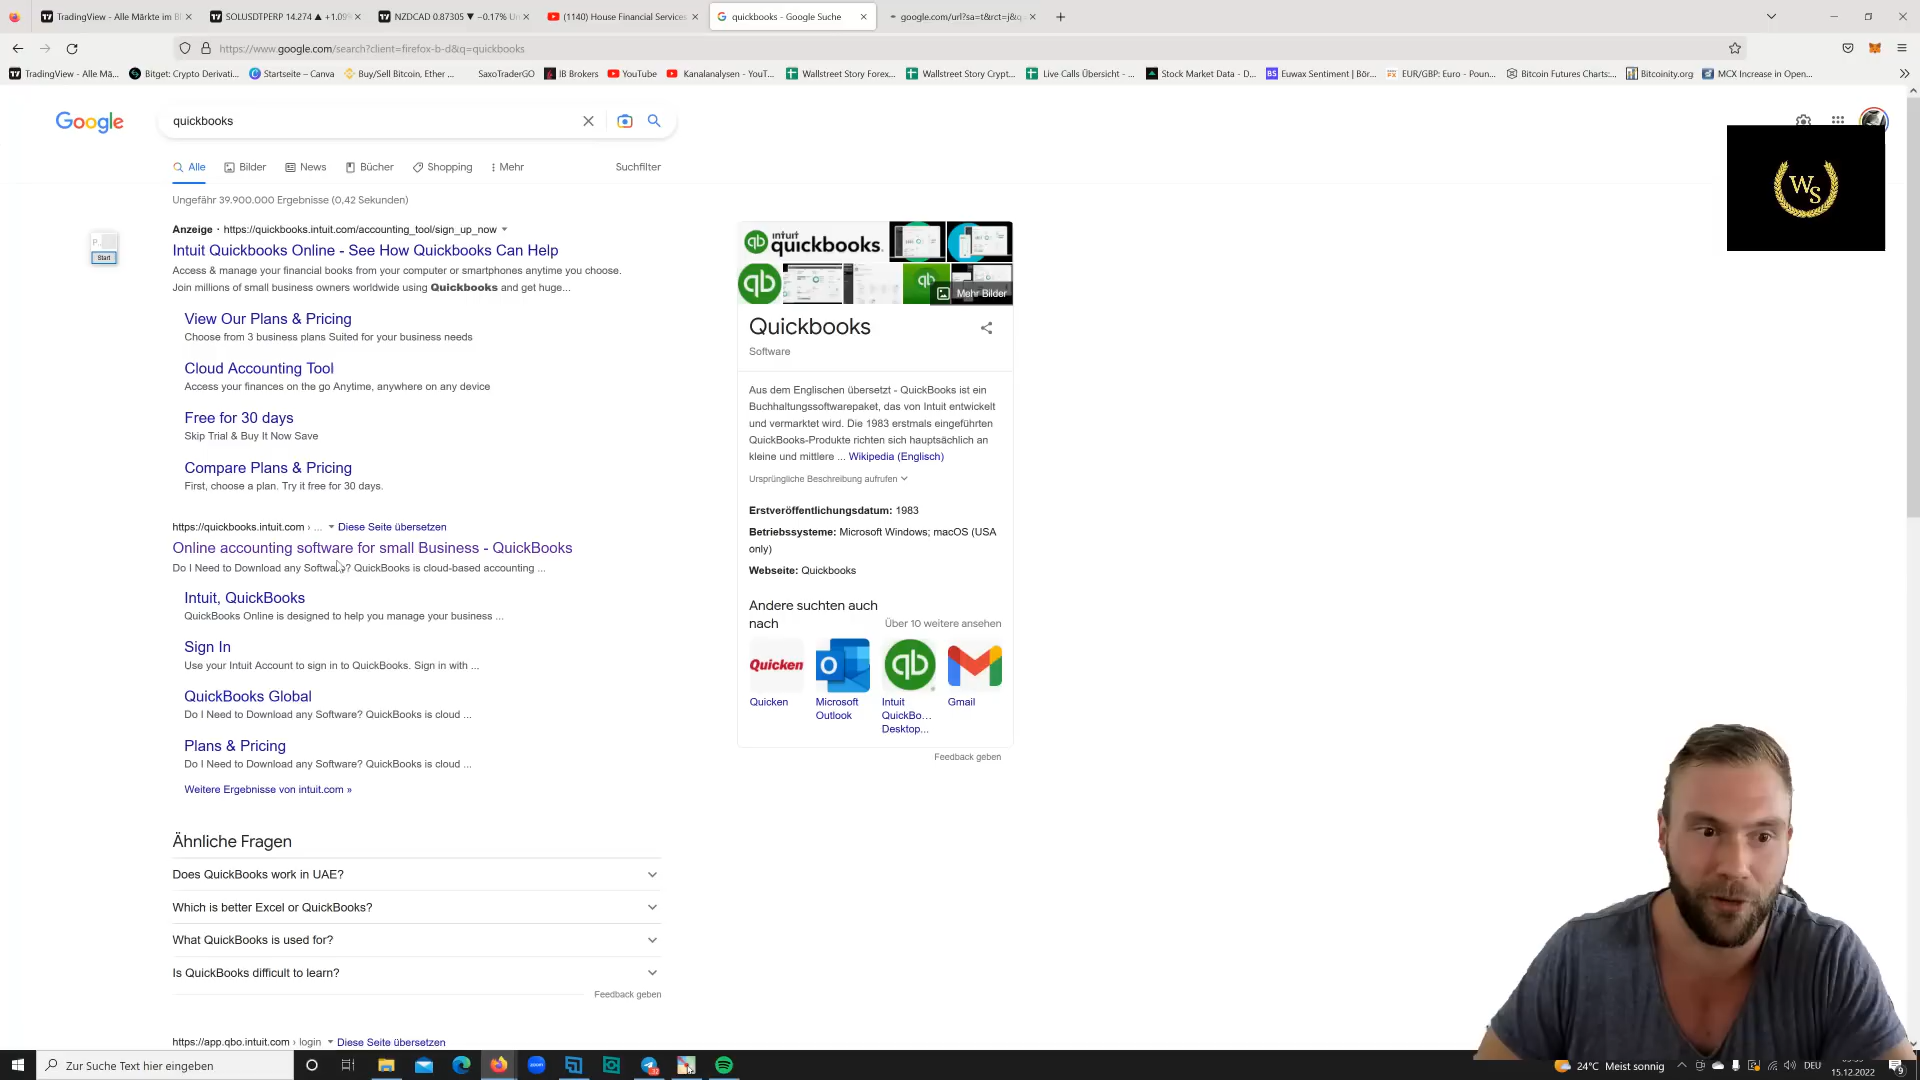 TradingView - Alle Märkte im Bl
SOLUSDTPERP 14.274 ▲ +1.09%
NZDCAD 0.87305 ▼ −0.17% Un
(1140) House Financial Services
quickbooks - Google Suche
google.com/url?sa=t&rct=j&q
https://www.google.com/search?client=firefox-b-d&q=quickbooks
TradingView - Alle Mä...
Bitget: Crypto Derivati...
Startseite – Canva
Buy/Sell Bitcoin, Ether ...
SaxoTraderGO
IB Brokers
YouTube
Kanalanalysen - YouT...
Wallstreet Story Forex...
Wallstreet Story Crypt...
Live Calls Übersicht - ...
Stock Market Data - D...
Euwax Sentiment | Bör...
EUR/GBP: Euro - Poun...
Bitcoin Futures Charts:...
Bitcoinity.org
MCX Increase in Open...
Google
quickbooks
Alle
Bilder
News
Bücher
Shopping
Mehr
Suchfilter
WS
Ungefähr 39.900.000 Ergebnisse (0,42 Sekunden)
Start
Anzeige · https://quickbooks.intuit.com/accounting_tool/sign_up_now
Intuit Quickbooks Online - See How Quickbooks Can Help
Access & manage your financial books from your computer or smartphones anytime you choose.
Join millions of small business owners worldwide using Quickbooks and get huge...
View Our Plans & Pricing
Choose from 3 business plans Suited for your business needs
Cloud Accounting Tool
Access your finances on the go Anytime, anywhere on any device
Free for 30 days
Skip Trial & Buy It Now Save
Compare Plans & Pricing
First, choose a plan. Try it free for 30 days.
https://quickbooks.intuit.com › ... Diese Seite übersetzen
Online accounting software for small Business - QuickBooks
Do I Need to Download any Software? QuickBooks is cloud-based accounting ...
Intuit, QuickBooks
QuickBooks Online is designed to help you manage your business ...
Sign In
Use your Intuit Account to sign in to QuickBooks. Sign in with ...
QuickBooks Global
Do I Need to Download any Software? QuickBooks is cloud ...
Plans & Pricing
Do I Need to Download any Software? QuickBooks is cloud ...
Weitere Ergebnisse von intuit.com »
Ähnliche Fragen
Does QuickBooks work in UAE?
Which is better Excel or QuickBooks?
What QuickBooks is used for?
Is QuickBooks difficult to learn?
Feedback geben
https://app.qbo.intuit.com › login Diese Seite übersetzen
intuit
quickbooks.
qb
qb
Mehr Bilder
Quickbooks
Software
Aus dem Englischen übersetzt - QuickBooks ist ein
Buchhaltungssoftwarepaket, das von Intuit entwickelt
und vermarktet wird. Die 1983 erstmals eingeführten
QuickBooks-Produkte richten sich hauptsächlich an
kleine und mittlere ... Wikipedia (Englisch)
Ursprüngliche Beschreibung aufrufen
Erstveröffentlichungsdatum: 1983
Betriebssysteme: Microsoft Windows; macOS (USA
only)
Webseite: Quickbooks
Andere suchten auch
nach
Über 10 weitere ansehen
Quicken
qb
Quicken
Microsoft
Outlook
Intuit
QuickBo...
Desktop...
Gmail
Feedback geben
Zur Suche Text hier eingeben
24°C Meist sonnig
DEU
15.12.2022